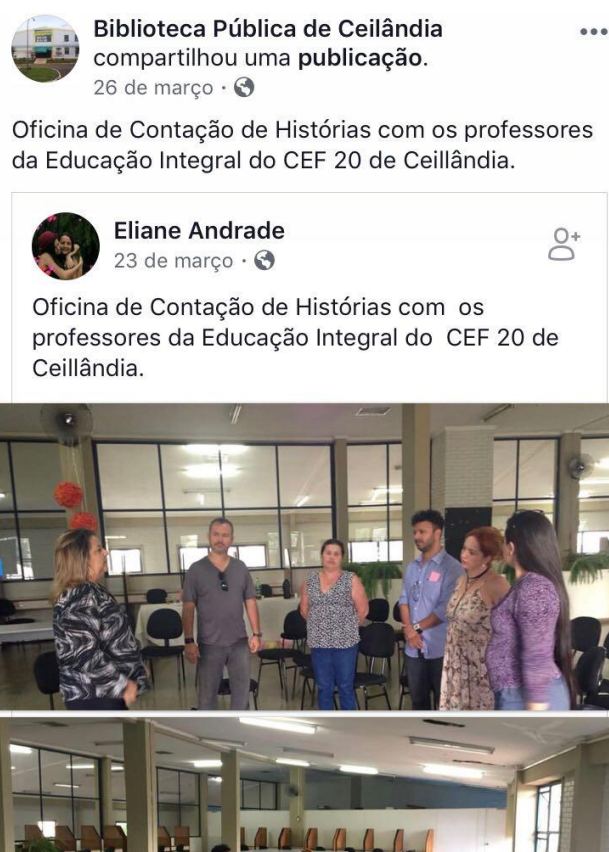 Biblioteca Pública de Ceilândia
compartilhou uma publicação.
26 de março ·
Oficina de Contação de Histórias com os professores
da Educação Integral do CEF 20 de Ceillândia.
Eliane Andrade
23 de março ·
Oficina de Contação de Histórias com os
professores da Educação Integral do CEF 20 de
Ceillândia.